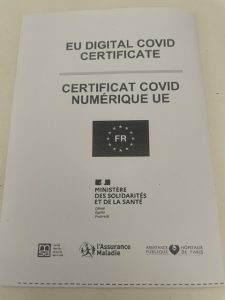 EU DIGITAL COVID
CERTIFICATE
CERTIFICAT COVID
NUMÉRIQUE UE
FR
MINISTÈRE
DES SOLIDARITÉS
ET DE LA SANTÉ
Liberté
Égalité
Fraternité
l'Assurance
Maladie
ASSISTANCE PUBLIQUE
HÔPITAUX DE PARIS